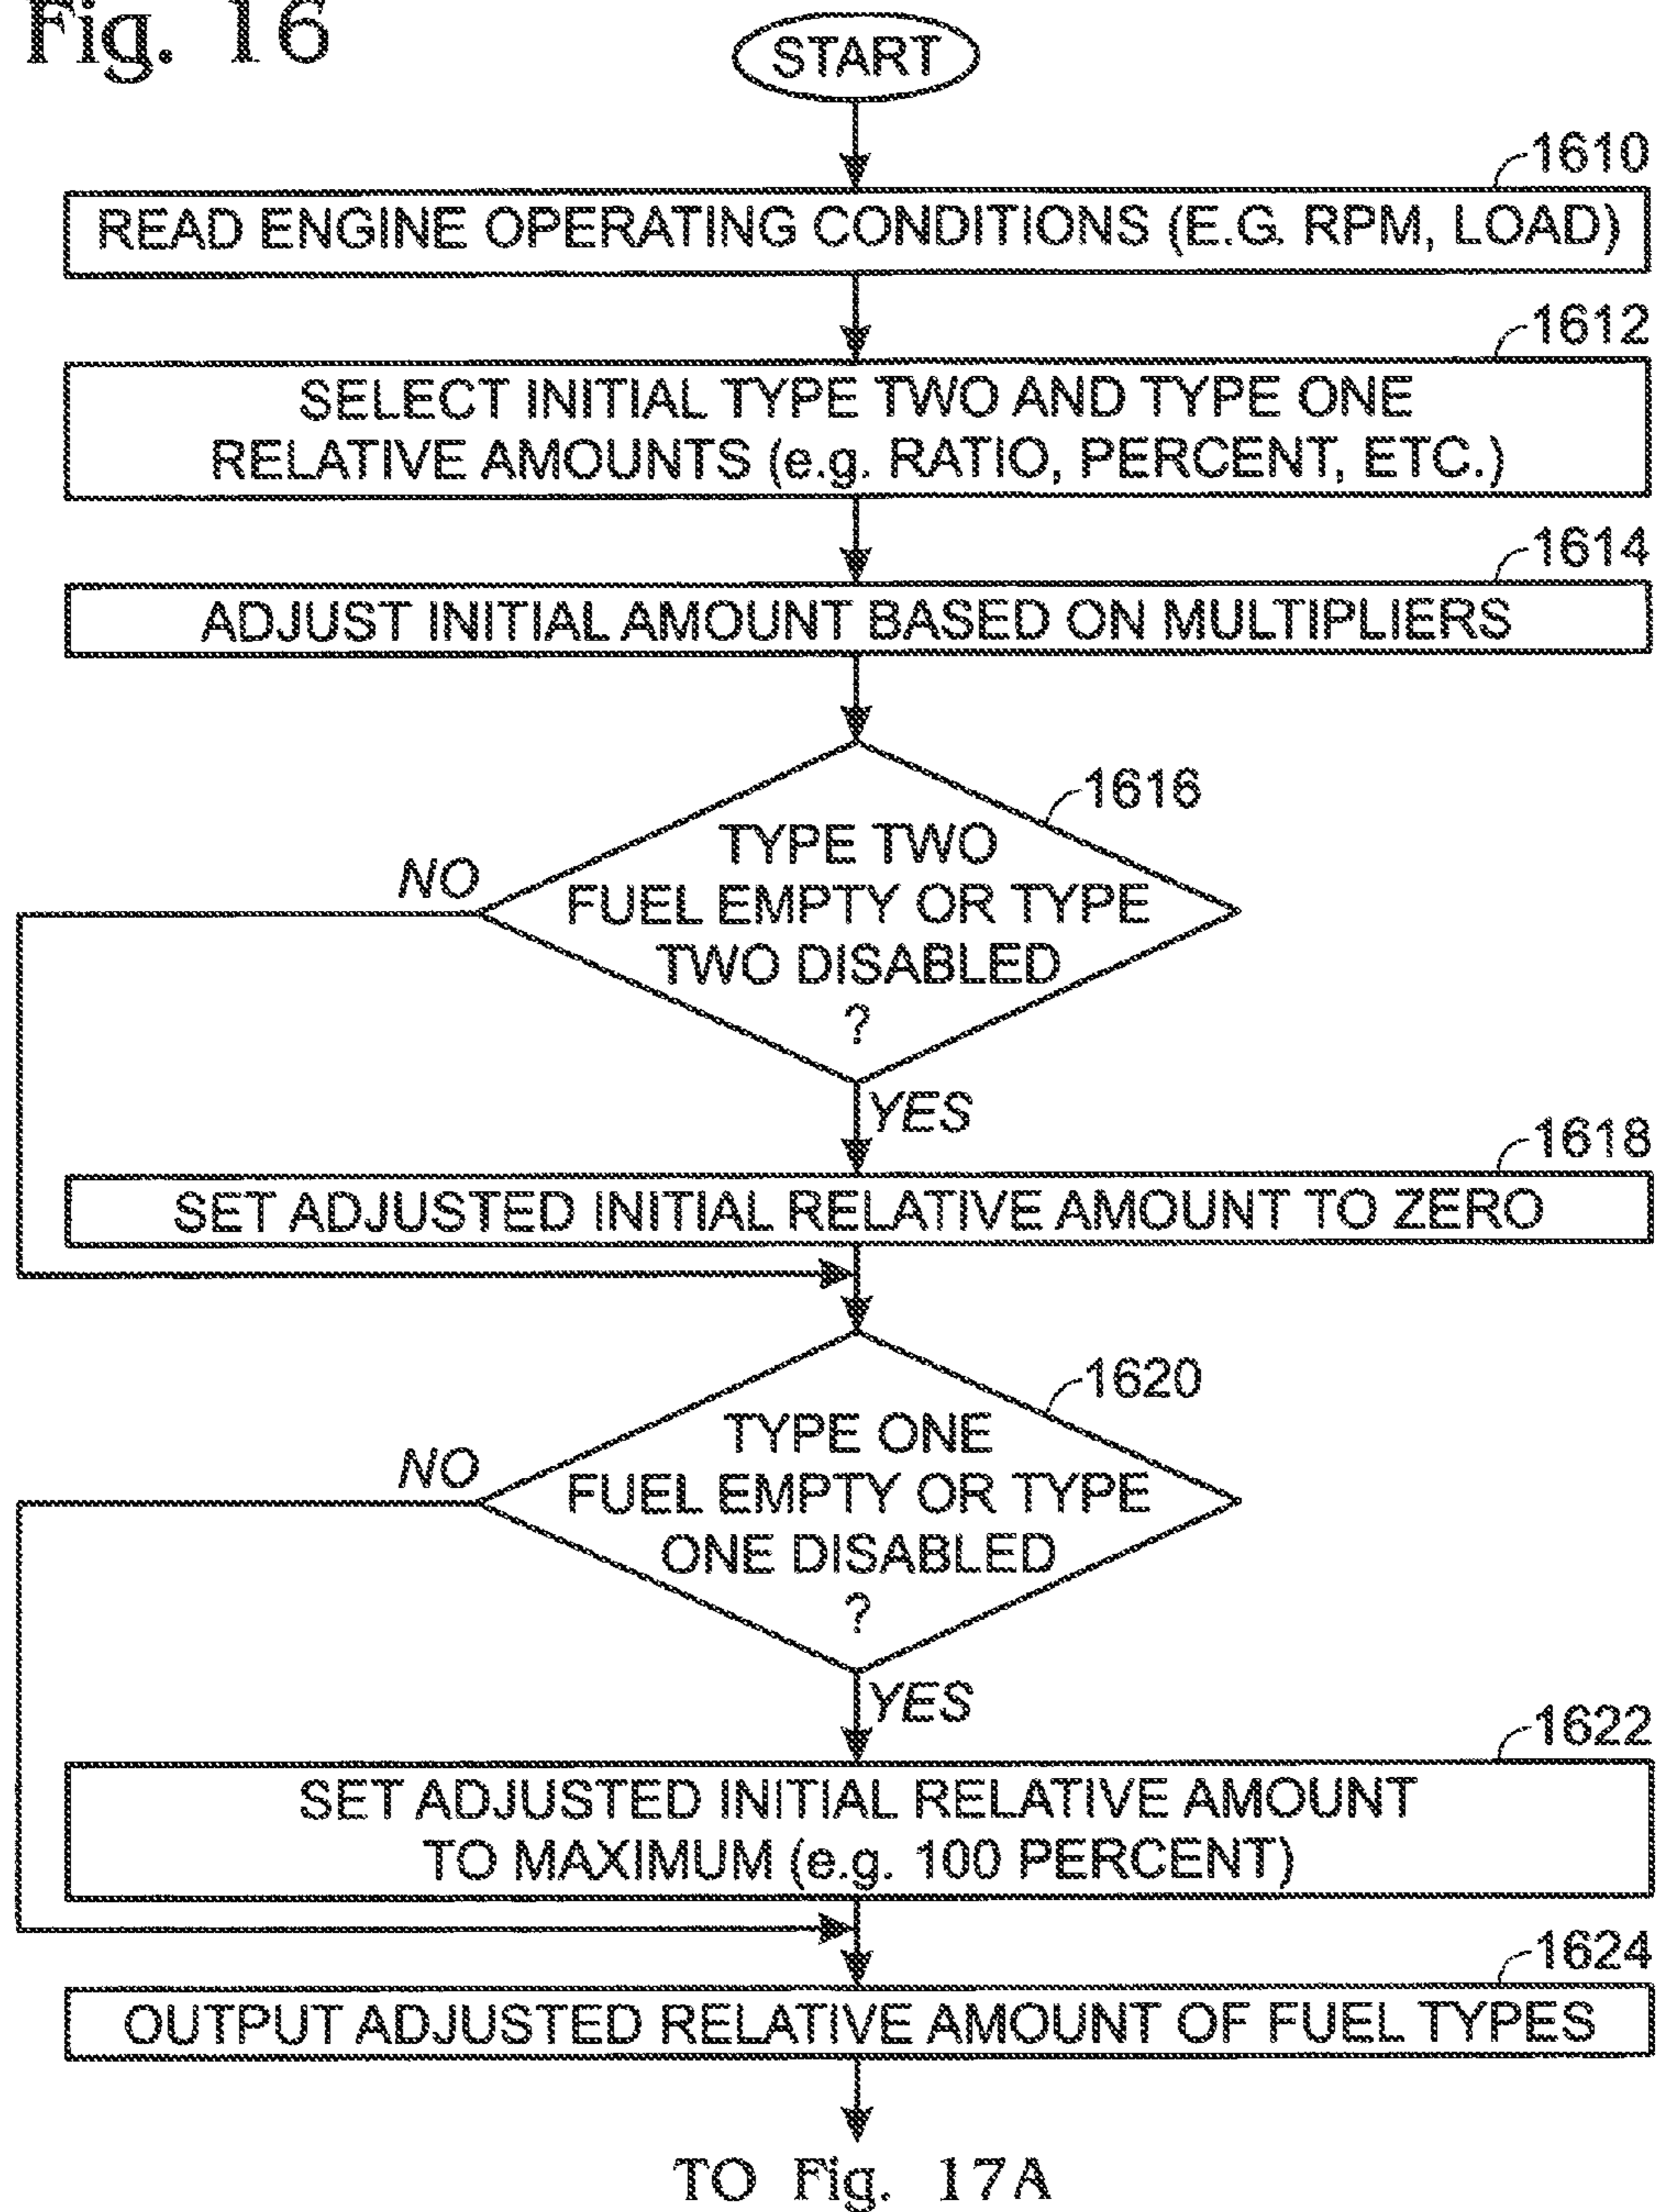 Fig. 16
START
1610
READ ENGINE OPERATING CONDITIONS (E.G. RPM, LOAD)
1612
SELECT INITIAL TYPE TWO AND TYPE ONE
RELATIVE AMOUNTS (e.g. RATIO, PERCENT, ETC.)
1614
ADJUST INITIAL AMOUNT BASED ON MULTIPLIERS
1616
TYPE TWO
NO
FUEL EMPTY OR TYPE
TWO DISABLED
?
YES
1618
SET ADJUSTED INITIAL RELATIVE AMOUNT TO ZERO
1620
TYPE ONE
NO
FUEL EMPTY OR TYPE
ONE DISABLED
?
YES
1622
SET ADJUSTED INITIAL RELATIVE AMOUNT
TO MAXIMUM (e.g. 100 PERCENT)
1624
OUTPUT ADJUSTED RELATIVE AMOUNT OF FUEL TYPES
TO Fig. 17A